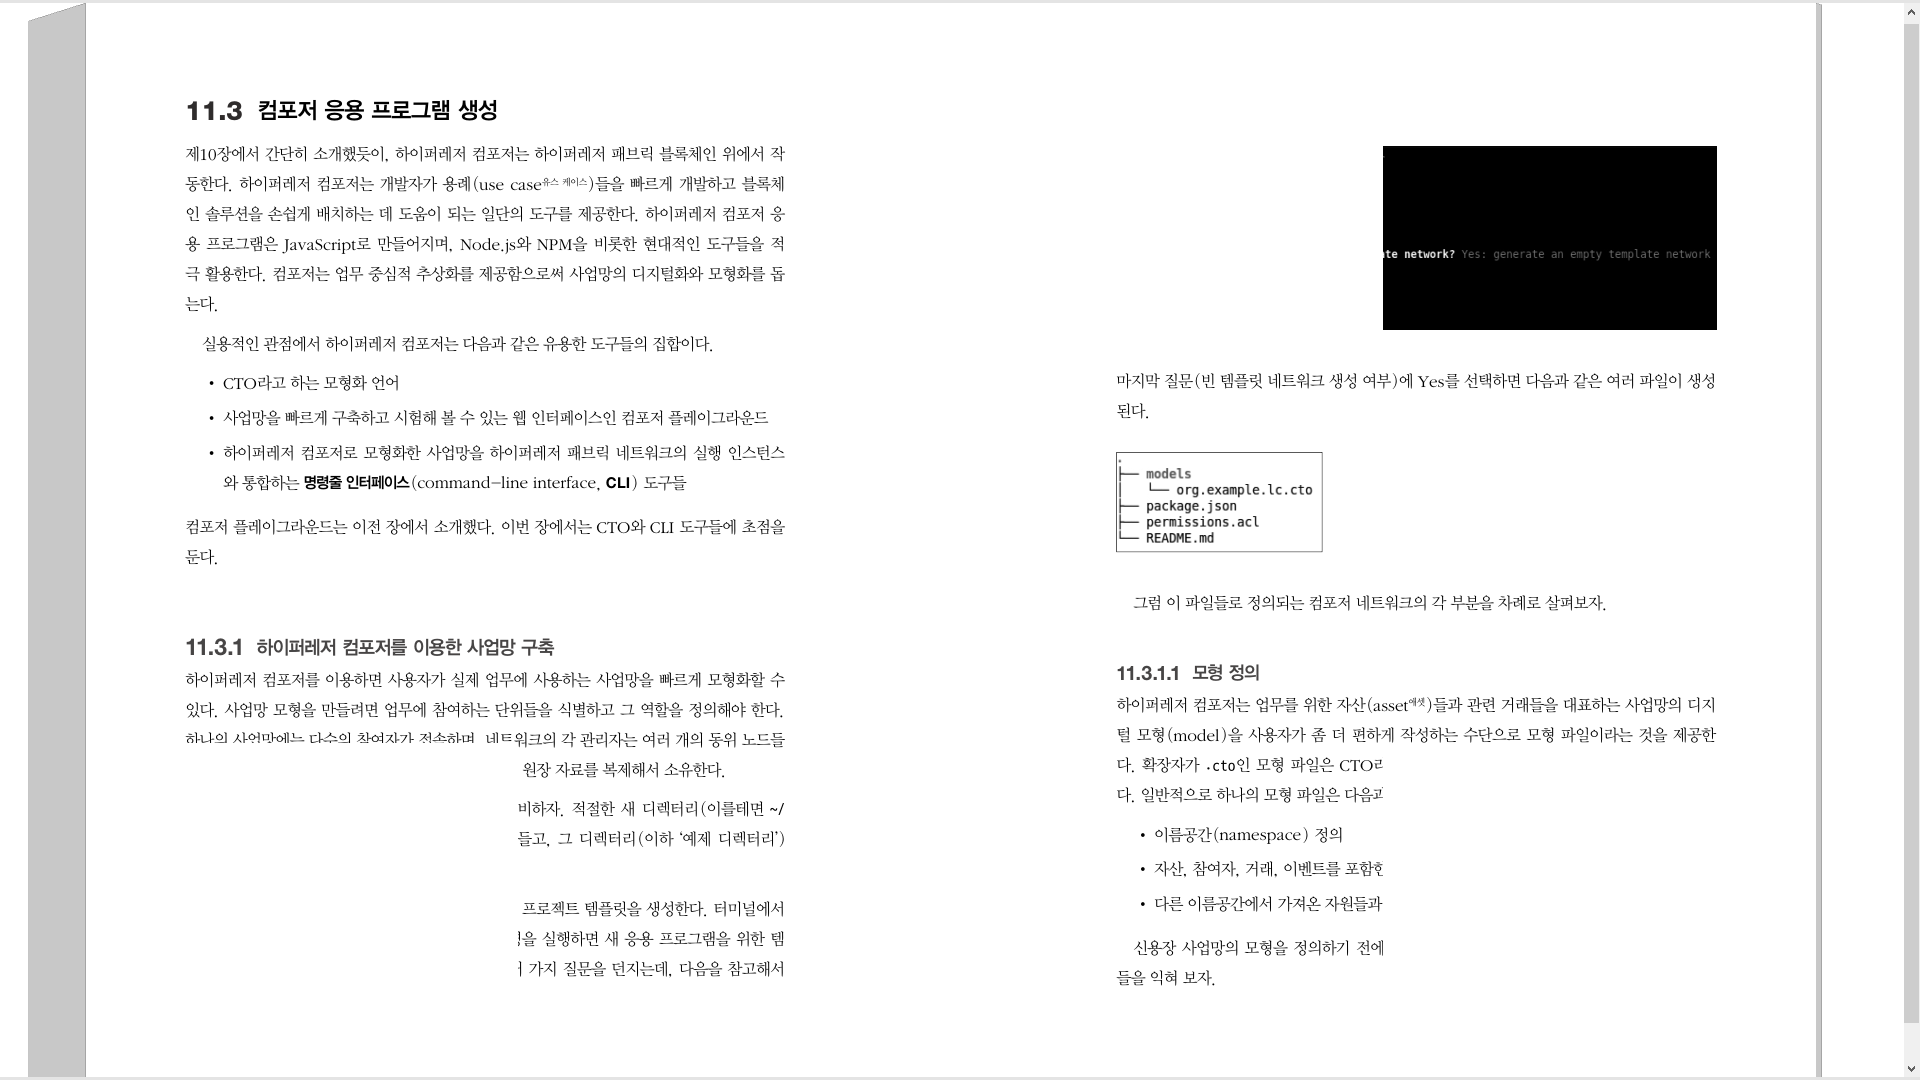 11.3 컴포저 응용 프로그램 생성
제10장에서 간단히 소개했듯이, 하이퍼레저 컴포저는 하이퍼레저 패브릭 블록체인 위에서 작
동한다. 하이퍼레저 컴포저는 개발자가 용례(use case유스 케이스)들을 빠르게 개발하고 블록체
인 솔루션을 손쉽게 배치하는 데 도움이 되는 일단의 도구를 제공한다. 하이퍼레저 컴포저 응
용 프로그램은 JavaScript로 만들어지며, Node.js와 NPM을 비롯한 현대적인 도구들을 적
극 활용한다. 컴포저는 업무 중심적 추상화를 제공함으로써 사업망의 디지털화와 모형화를 돕
는다.
실용적인 관점에서 하이퍼레저 컴포저는 다음과 같은 유용한 도구들의 집합이다.
• CTO라고 하는 모형화 언어
• 사업망을 빠르게 구축하고 시험해 볼 수 있는 웹 인터페이스인 컴포저 플레이그라운드
• 하이퍼레저 컴포저로 모형화한 사업망을 하이퍼레저 패브릭 네트워크의 실행 인스턴스
와 통합하는 명령줄 인터페이스(command-line interface, CLI) 도구들
컴포저 플레이그라운드는 이전 장에서 소개했다. 이번 장에서는 CTO와 CLI 도구들에 초점을
둔다.
11.3.1 하이퍼레저 컴포저를 이용한 사업망 구축
하이퍼레저 컴포저를 이용하면 사용자가 실제 업무에 사용하는 사업망을 빠르게 모형화할 수
있다. 사업망 모형을 만들려면 업무에 참여하는 단위들을 식별하고 그 역할을 정의해야 한다.
하나의 사업망에는 다수의 참여자가 접속하며, 네트워크의 각 관리자는 여러 개의 동위 노드들
원장 자료를 복제해서 소유한다.
비하자. 적절한 새 디렉터리(이를테면 ~/
들고, 그 디렉터리(이하 ‘예제 디렉터리’)
프로젝트 템플릿을 생성한다. 터미널에서
을 실행하면 새 응용 프로그램을 위한 템
가지 질문을 던지는데, 다음을 참고해서
te network? Yes: generate an empty template network
마지막 질문(빈 템플릿 네트워크 생성 여부)에 Yes를 선택하면 다음과 같은 여러 파일이 생성
된다.
.
├── models
│   └── org.example.lc.cto
├── package.json
├── permissions.acl
└── README.md
그럼 이 파일들로 정의되는 컴포저 네트워크의 각 부분을 차례로 살펴보자.
11.3.1.1 모형 정의
하이퍼레저 컴포저는 업무를 위한 자산(asset애셋)들과 관련 거래들을 대표하는 사업망의 디지
털 모형(model)을 사용자가 좀 더 편하게 작성하는 수단으로 모형 파일이라는 것을 제공한
다. 확장자가 .cto인 모형 파일은 CTO
다. 일반적으로 하나의 모형 파일은 다음과
• 이름공간(namespace) 정의
• 자산, 참여자, 거래, 이벤트를 포함한
• 다른 이름공간에서 가져온 자원들과
신용장 사업망의 모형을 정의하기 전에
들을 익혀 보자.